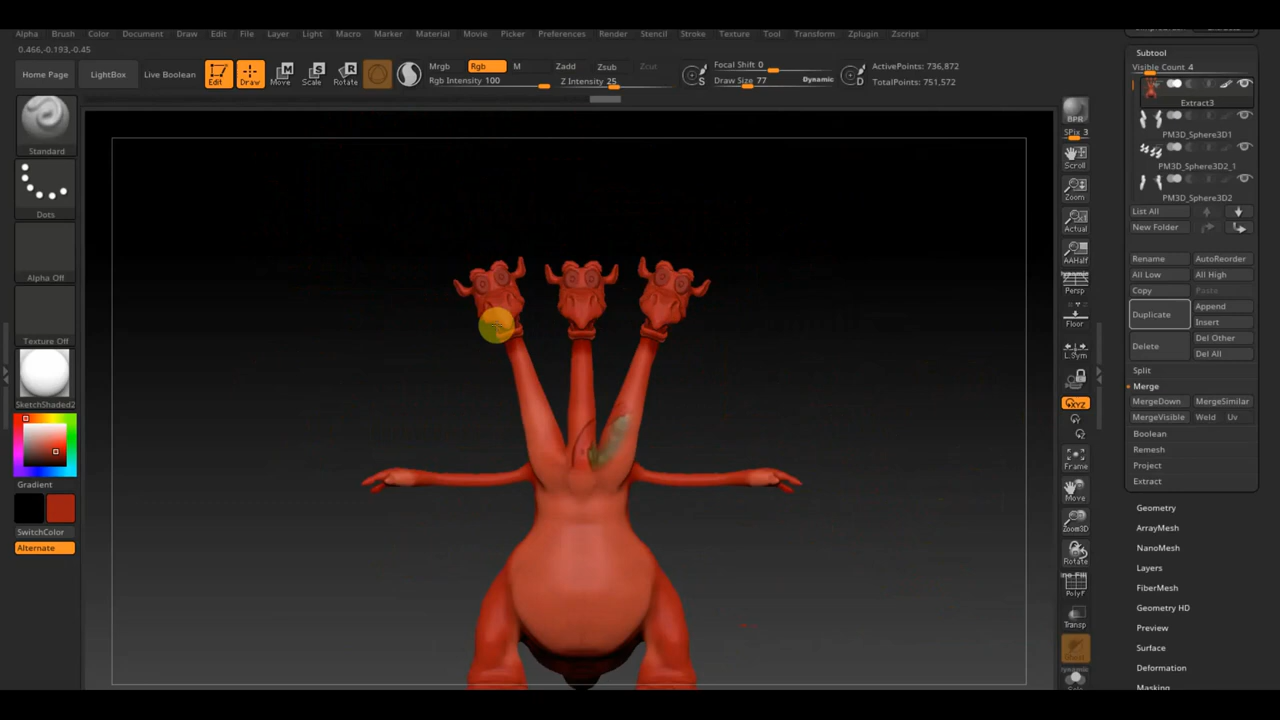 Alpha Brush Color Document Draw Edit File Layer Light Macro Marker Material Movie Picker Preferences Render Stencil Stroke Texture Tool Transform Zplugin Zscript
0.466,-0.193,-0.45
Home Page LightBox Live Boolean Edit Draw Move Scale Rotate
Mrgb Rgb M Zadd Zsub Zcut
Rgb Intensity 100 Z Intensity 25
Focal Shift 0
Draw Size 77 Dynamic
ActivePoints: 736,872
TotalPoints: 751,572
Standard
Dots
Alpha Off
Texture Off
SketchShaded2
Gradient
SwitchColor
Alternate
BPR
SPix 3
Scroll
Zoom
Actual
AAHalf
dynamic
Persp
Floor
L.Sym
XYZ
Frame
Move
Zoom3D
Rotate
PolyF
Transp
Subtool
Visible Count 4
Extract3
PM3D_Sphere3D1
PM3D_Sphere3D2_1
PM3D_Sphere3D2
List All
New Folder
Rename AutoReorder
All Low All High
Copy Paste
Duplicate Append
Insert
Delete Del Other
Del All
Split
Merge
MergeDown MergeSimilar
MergeVisible Weld Uv
Boolean
Remesh
Project
Extract
Geometry
ArrayMesh
NanoMesh
Layers
FiberMesh
Geometry HD
Preview
Surface
Deformation
Masking